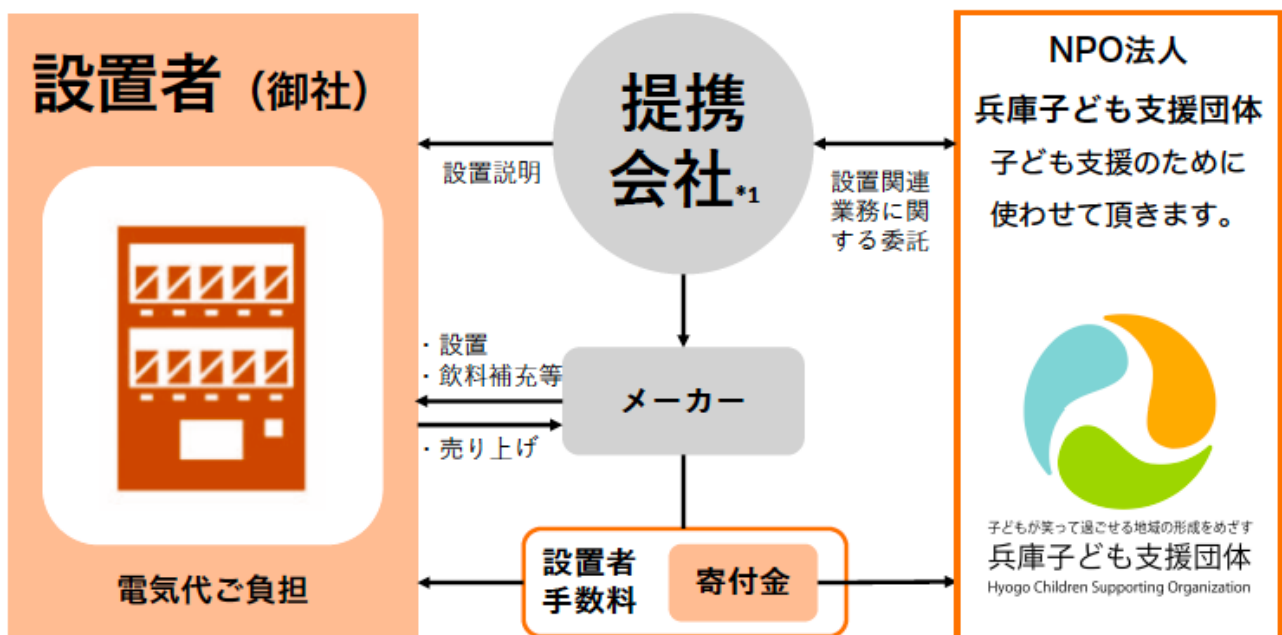 設置者（御社）
電気代ご負担
設置説明
提携
会社*1
設置関連
業務に関
する委託
・設置
・飲料補充等
・売り上げ
メーカー
設置者
手数料
寄付金
NPO法人
兵庫子ども支援団体
子ども支援のために
使わせて頂きます。
子どもが笑って過ごせる地域の形成をめざす
兵庫子ども支援団体
Hyogo Children Supporting Organization